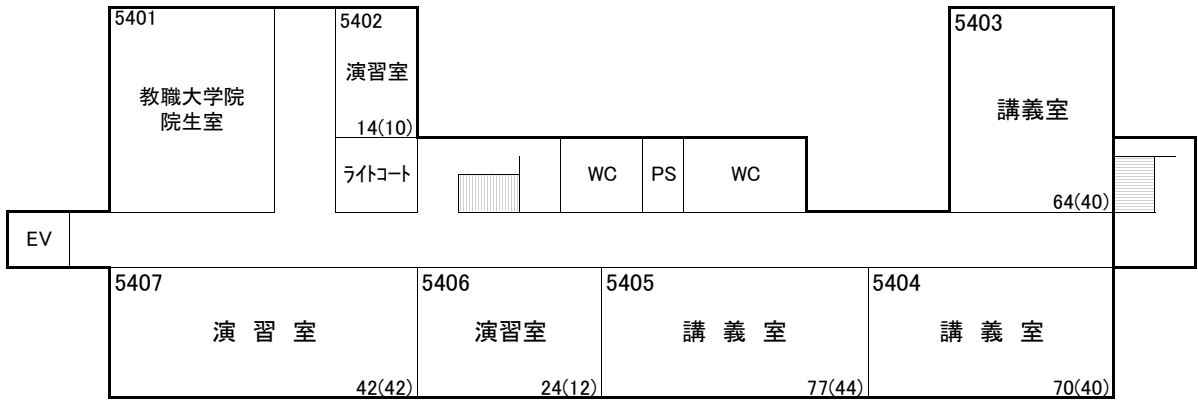 5401
教職大学院
院生室
5402
演習室
14(10)
ライトコート
WC
PS
WC
5403
講義室
64(40)
EV
5407
演 習 室
42(42)
5406
演習室
24(12)
5405
講 義 室
77(44)
5404
講 義 室
70(40)